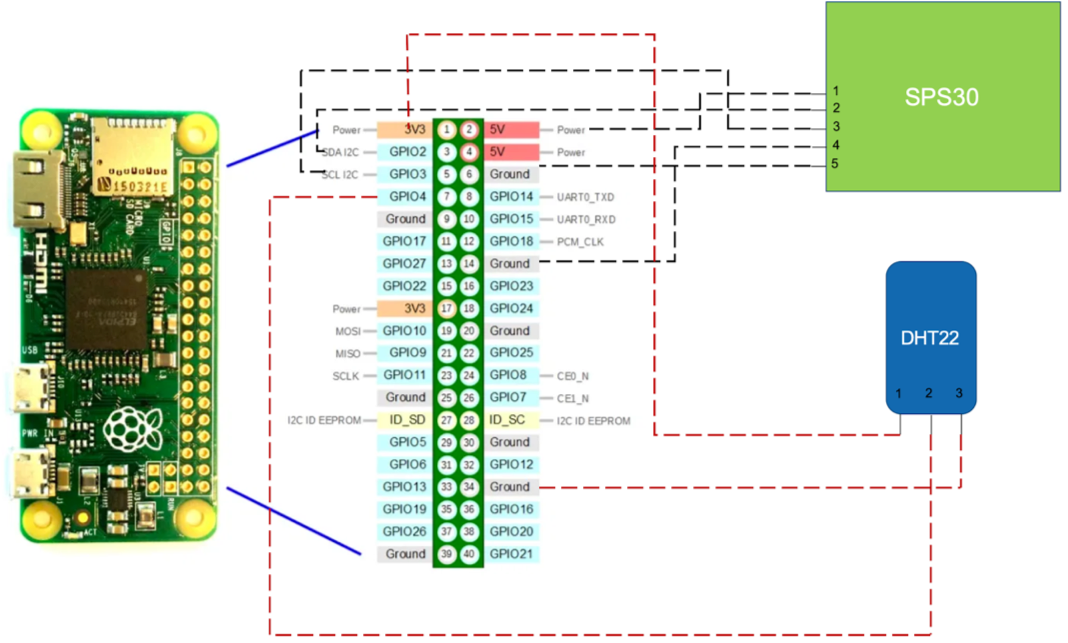 SPS30
1
2
3
4
5
DHT22
1 2 3
Power 3V3 1 2 5V Power
SDA I2C GPIO2 3 4 5V Power
SCL I2C GPIO3 5 6 Ground
GPIO4 7 8 GPIO14 UART0_TXD
Ground 9 10 GPIO15 UART0_RXD
GPIO17 11 12 GPIO18 PCM_CLK
GPIO27 13 14 Ground
GPIO22 15 16 GPIO23
Power 3V3 17 18 GPIO24
MOSI GPIO10 19 20 Ground
MISO GPIO9 21 22 GPIO25
SCLK GPIO11 23 24 GPIO8 CE0_N
Ground 25 26 GPIO7 CE1_N
I2C ID EEPROM ID_SD 27 28 ID_SC I2C ID EEPROM
GPIO5 29 30 Ground
GPIO6 31 32 GPIO12
GPIO13 33 34 Ground
GPIO19 35 36 GPIO16
GPIO26 37 38 GPIO20
Ground 39 40 GPIO21
150321E
GPIO
HDMI
USB
PWR IN
ACT
RUN